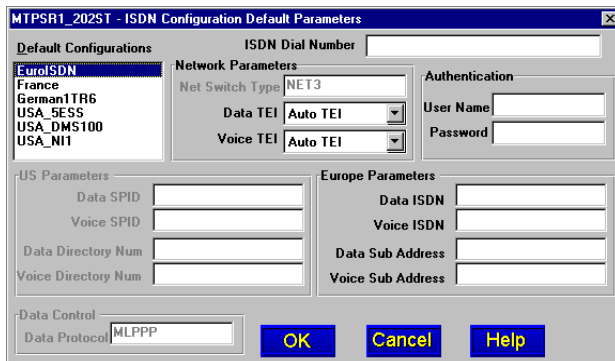 MTPSR1_202ST - ISDN Configuration Default Parameters
Default Configurations
EuroISDN
France
German1TR6
USA_5ESS
USA_DMS100
USA_NI1
ISDN Dial Number
Network Parameters
Net Switch Type NET3
Data TEI Auto TEI
Voice TEI Auto TEI
Authentication
User Name
Password
US Parameters
Data SPID
Voice SPID
Data Directory Num
Voice Directory Num
Europe Parameters
Data ISDN
Voice ISDN
Data Sub Address
Voice Sub Address
Data Control
Data Protocol MLPPP
OK
Cancel
Help